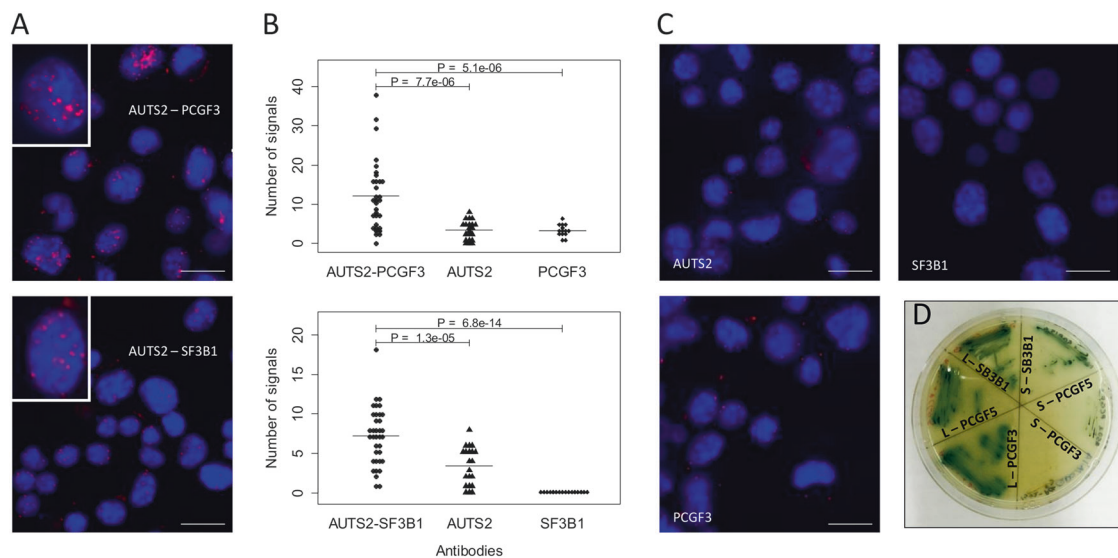 A
AUTS2 – PCGF3
AUTS2 – SF3B1
B
Number of signals
40
30
20
10
0
P = 5.1e-06
P = 7.7e-06
AUTS2-PCGF3 AUTS2 PCGF3
Number of signals
20
15
10
5
0
P = 6.8e-14
P = 1.3e-05
AUTS2-SF3B1 AUTS2 SF3B1
Antibodies
C
AUTS2
SF3B1
PCGF3
D
L – SB3B1
S – SB3B1
S – PCGF5
S – PCGF3
L – PCGF3
L – PCGF5